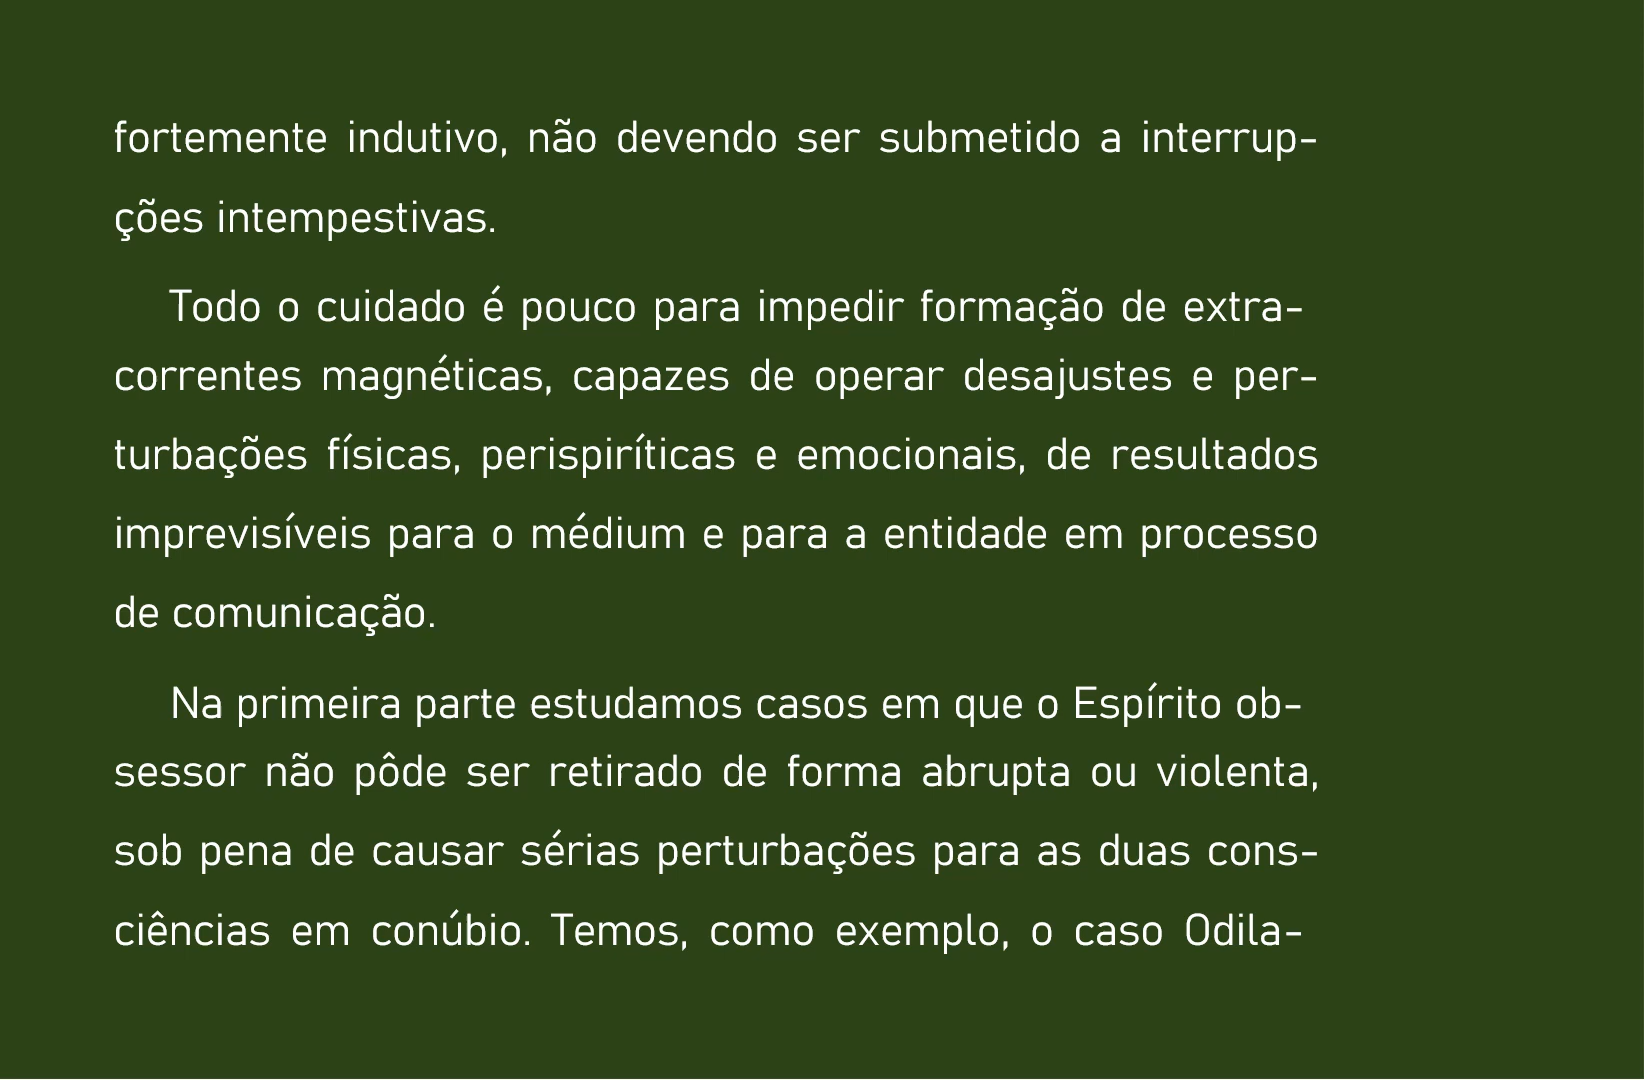 fortemente indutivo, não devendo ser submetido a interrup-
ções intempestivas.
Todo o cuidado é pouco para impedir formação de extra-
correntes magnéticas, capazes de operar desajustes e per-
turbações físicas, perispiríticas e emocionais, de resultados
imprevisíveis para o médium e para a entidade em processo
de comunicação.
Na primeira parte estudamos casos em que o Espírito ob-
sessor não pôde ser retirado de forma abrupta ou violenta,
sob pena de causar sérias perturbações para as duas cons-
ciências em conúbio. Temos, como exemplo, o caso Odila-